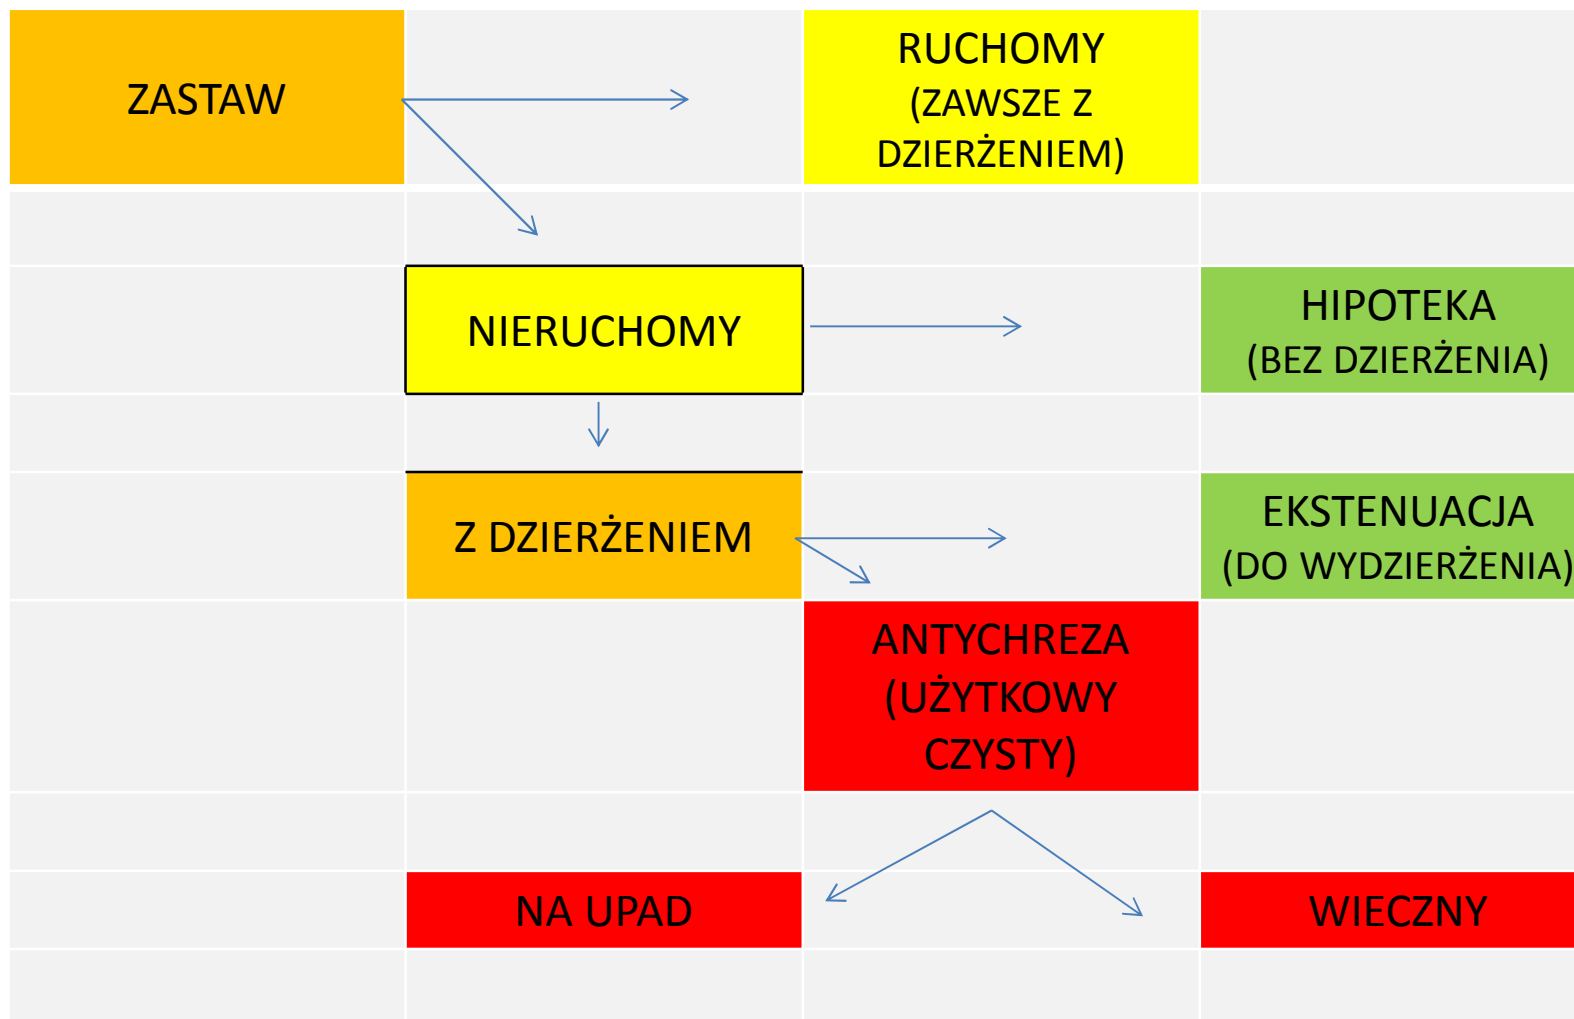 ZASTAW
RUCHOMY
(ZAWSZE Z
DZIERŻENIEM)
NIERUCHOMY
HIPOTEKA
(BEZ DZIERŻENIA)
Z DZIERŻENIEM
EKSTENUACJA
(DO WYDZIERŻENIA)
ANTYCHREZA
(UŻYTKOWY
CZYSTY)
NA UPAD
WIECZNY